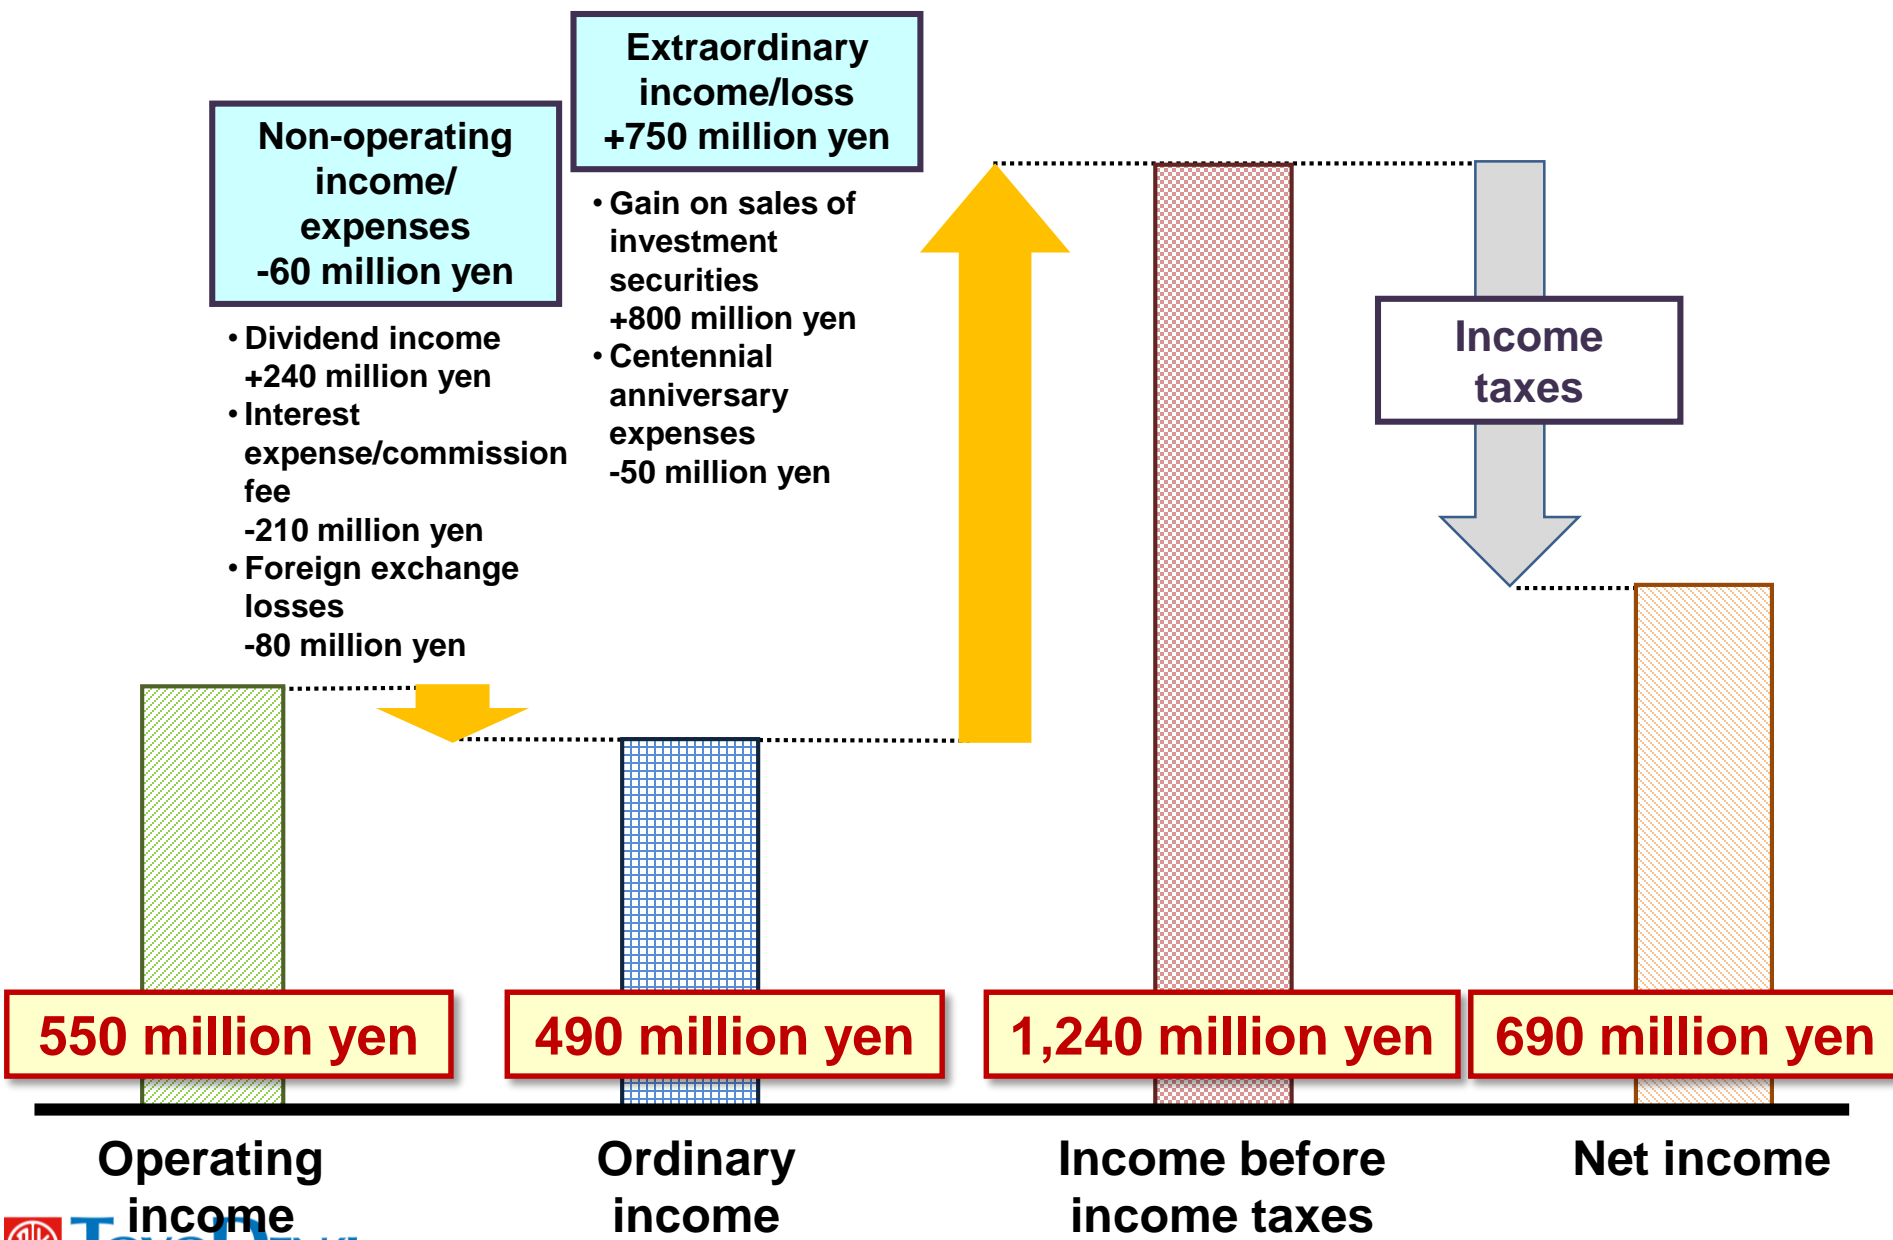 Extraordinary
income/loss
+750 million yen
Non-operating
income/
expenses
-60 million yen
• Gain on sales of
investment
securities
+800 million yen
• Centennial
anniversary
expenses
-50 million yen
• Dividend income
+240 million yen
• Interest
expense/commission
fee
-210 million yen
• Foreign exchange
losses
-80 million yen
Income
taxes
550 million yen
490 million yen
1,240 million yen
690 million yen
Operating
income
Ordinary
income
Income before
income taxes
Net income